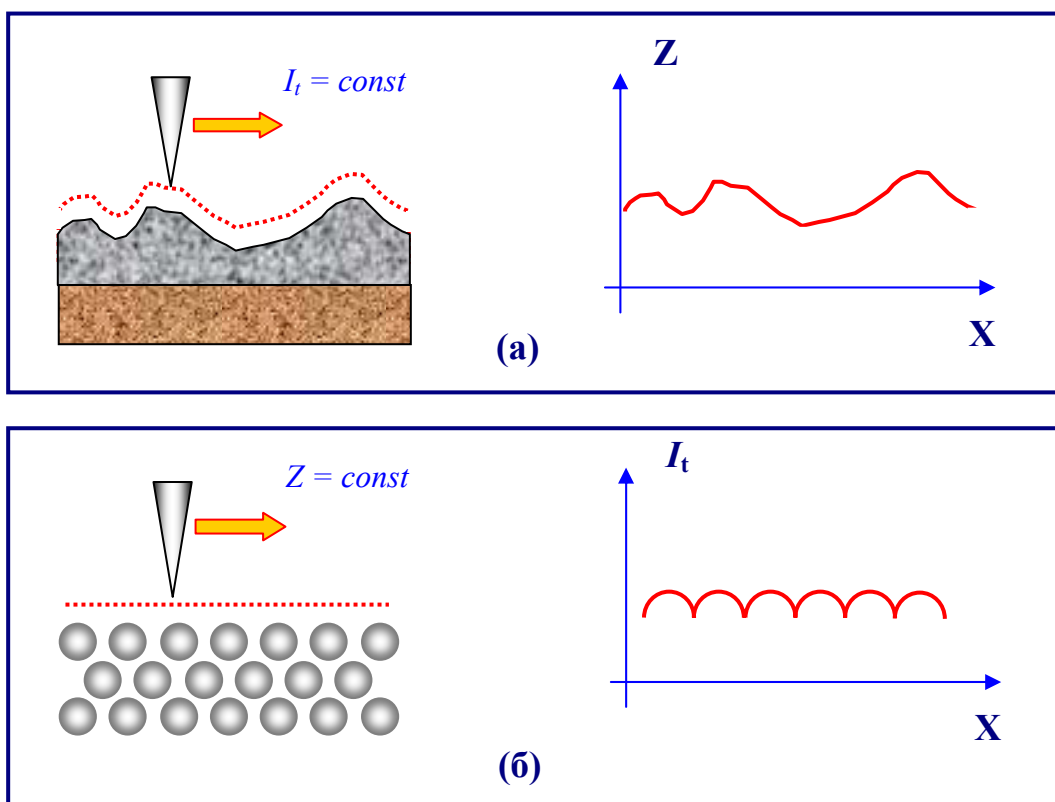 Z
I_t = const
X
(а)
I_t
Z = const
X
(б)